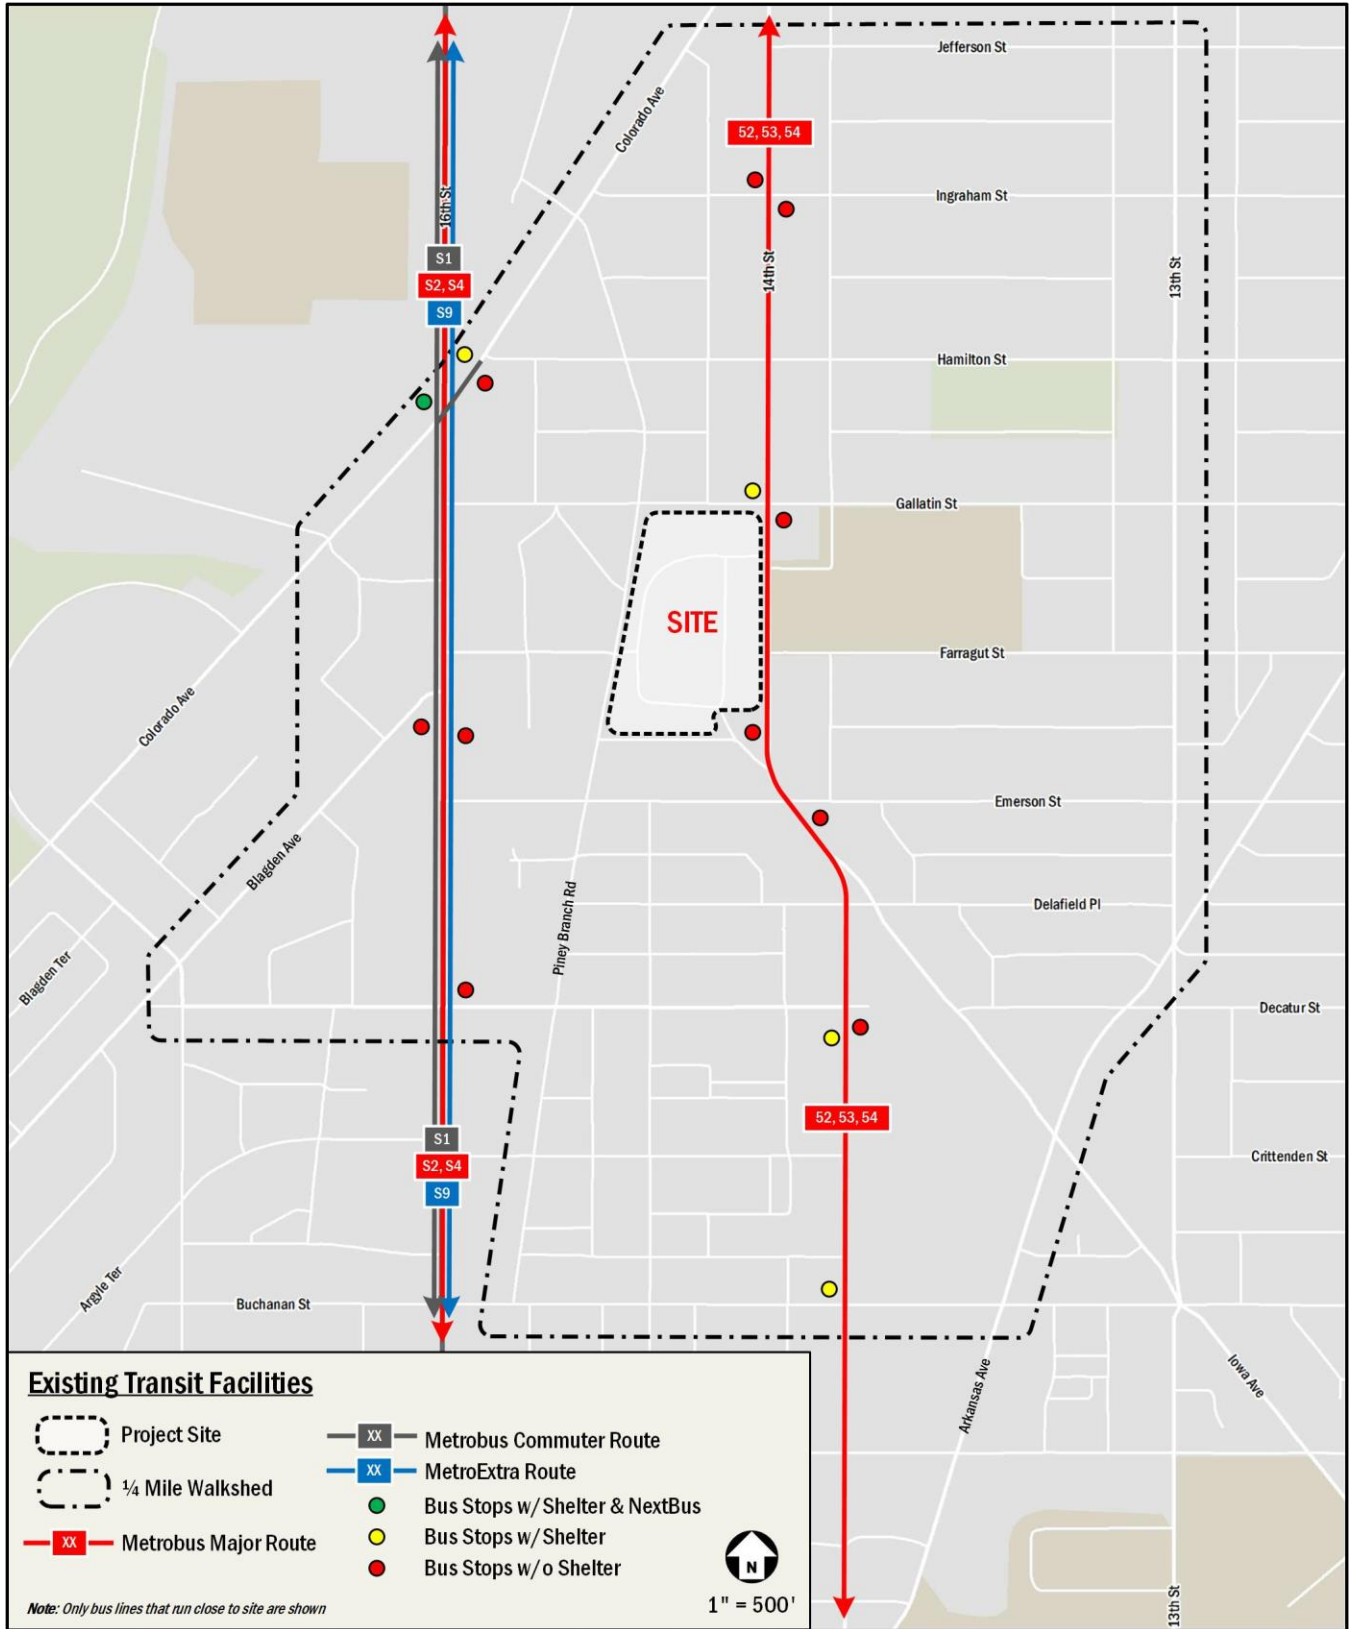 Jefferson St
Colorado Ave
52, 53, 54
16th St
Ingraham St
14th St
13th St
S1
S2, S4
S9
Hamilton St
Gallatin St
SITE
Farragut St
Colorado Ave
Emerson St
Blagden Ave
Piney Branch Rd
Delafield Pl
Blagden Ter
Decatur St
52, 53, 54
S1
S2, S4
S9
Crittenden St
Argyle Ter
Buchanan St
Arkansas Ave
Iowa Ave
13th St
Existing Transit Facilities
Project Site
¼ Mile Walkshed
XX Metrobus Major Route
XX Metrobus Commuter Route
XX MetroExtra Route
Bus Stops w/ Shelter & NextBus
Bus Stops w/ Shelter
Bus Stops w/o Shelter
N
1" = 500'
Note: Only bus lines that run close to site are shown